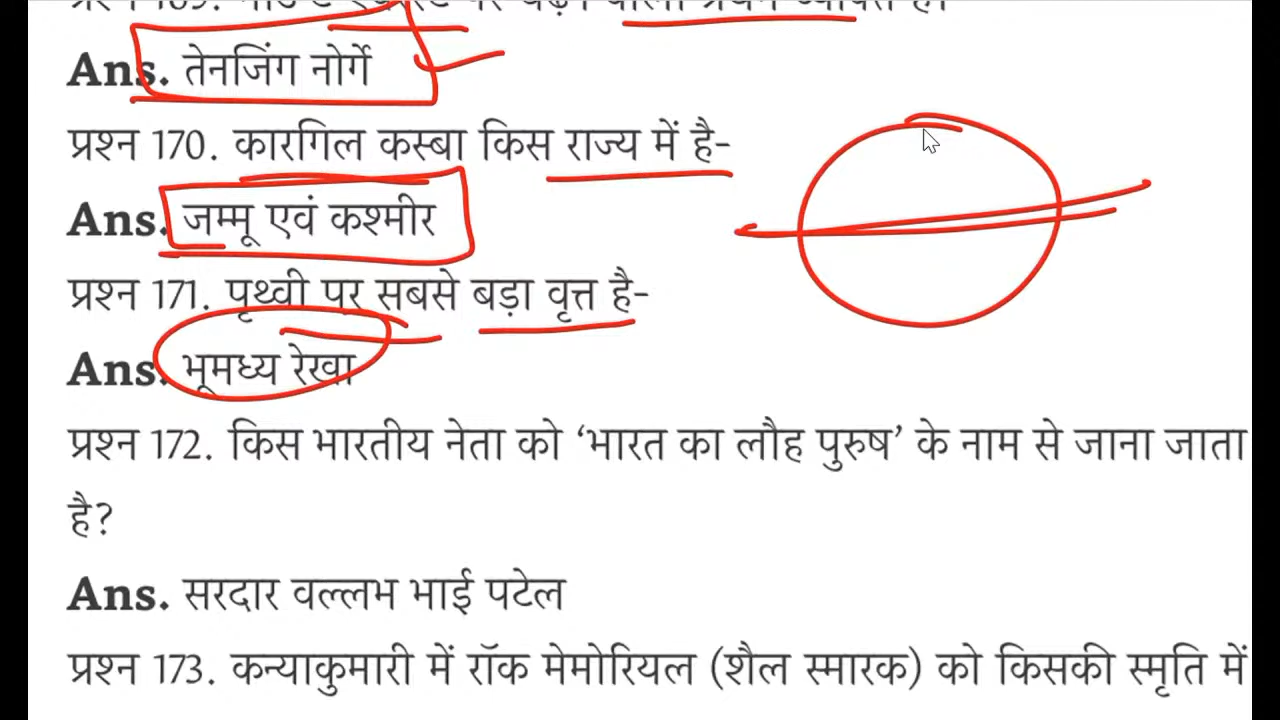 Ans. तेनजिंग नोर्गे
प्रश्न 170. कारगिल कस्बा किस राज्य में है-
Ans. जम्मू एवं कश्मीर
प्रश्न 171. पृथ्वी पर सबसे बड़ा वृत्त है-
Ans. भूमध्य रेखा
प्रश्न 172. किस भारतीय नेता को ‘भारत का लौह पुरुष’ के नाम से जाना जाता
है?
Ans. सरदार वल्लभ भाई पटेल
प्रश्न 173. कन्याकुमारी में रॉक मेमोरियल (शैल स्मारक) को किसकी स्मृति में